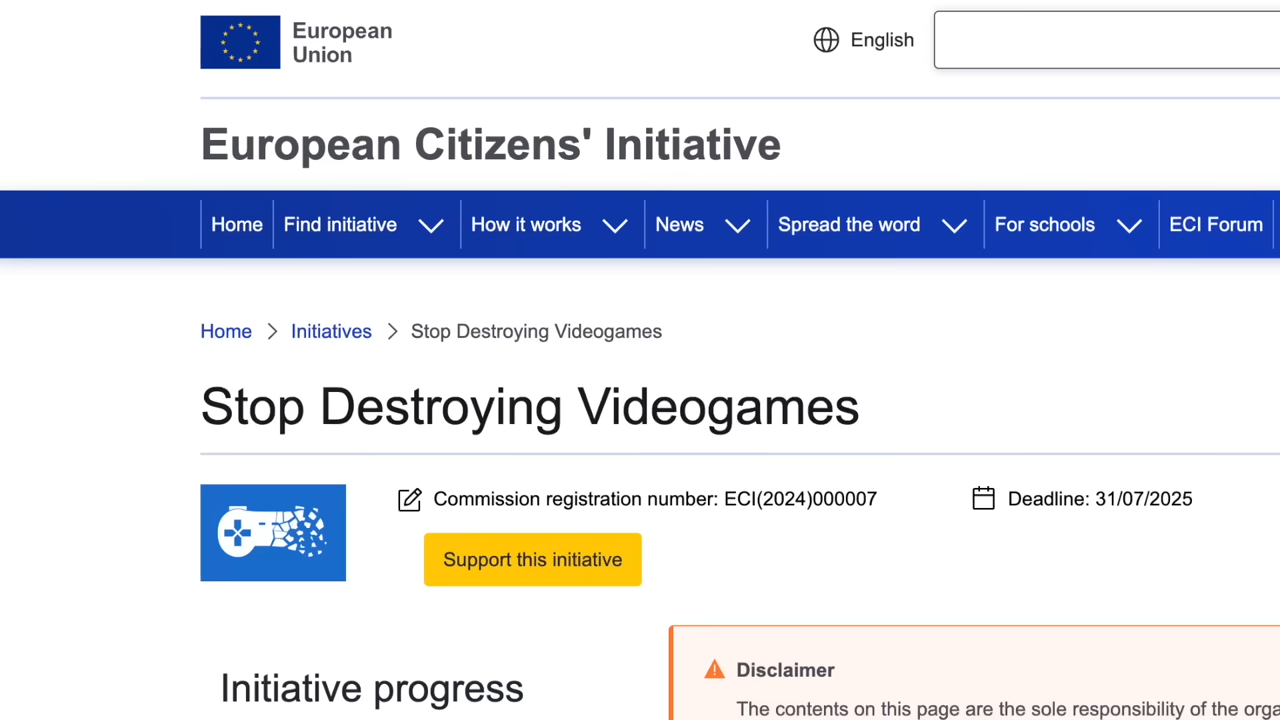 European
Union
English
European Citizens' Initiative
Home Find initiative How it works News Spread the word For schools ECI Forum
Home Initiatives Stop Destroying Videogames
Stop Destroying Videogames
Commission registration number: ECI(2024)000007 Deadline: 31/07/2025
Support this initiative
Initiative progress
Disclaimer
The contents on this page are the sole responsibility of the